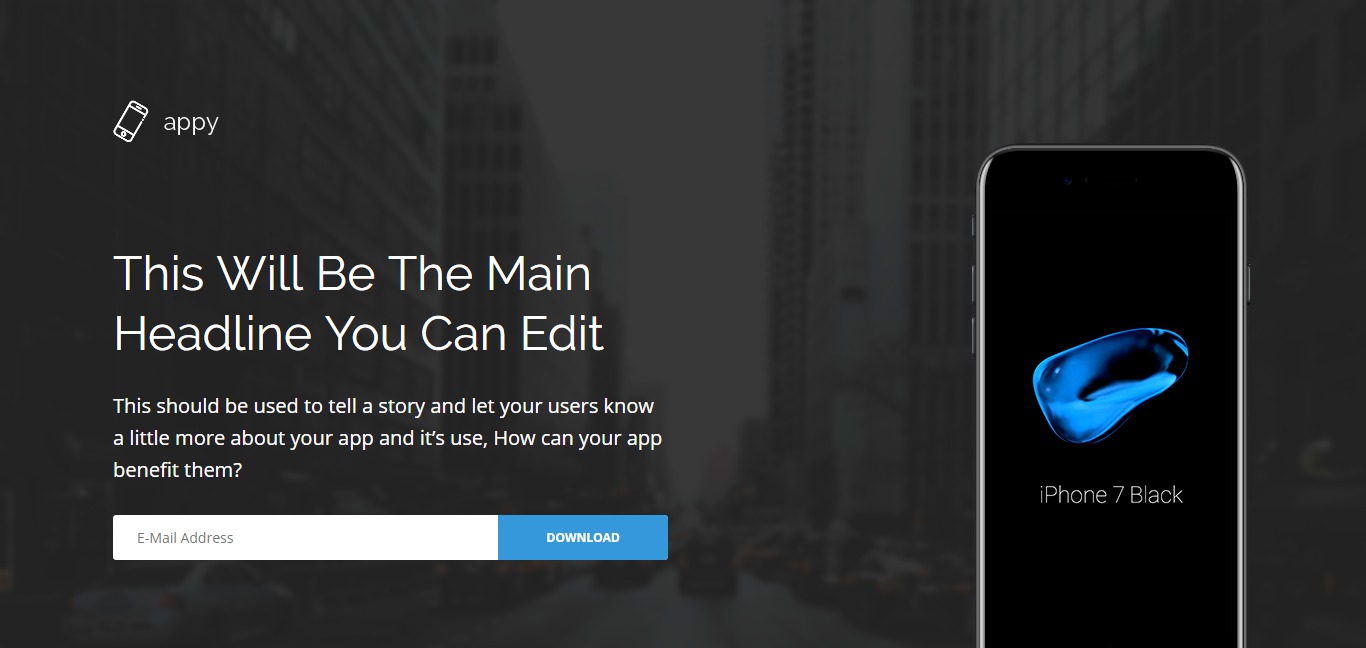 appy
This Will Be The Main
Headline You Can Edit
This should be used to tell a story and let your users know
a little more about your app and it’s use, How can your app
benefit them?
E-Mail Address
DOWNLOAD
iPhone 7 Black